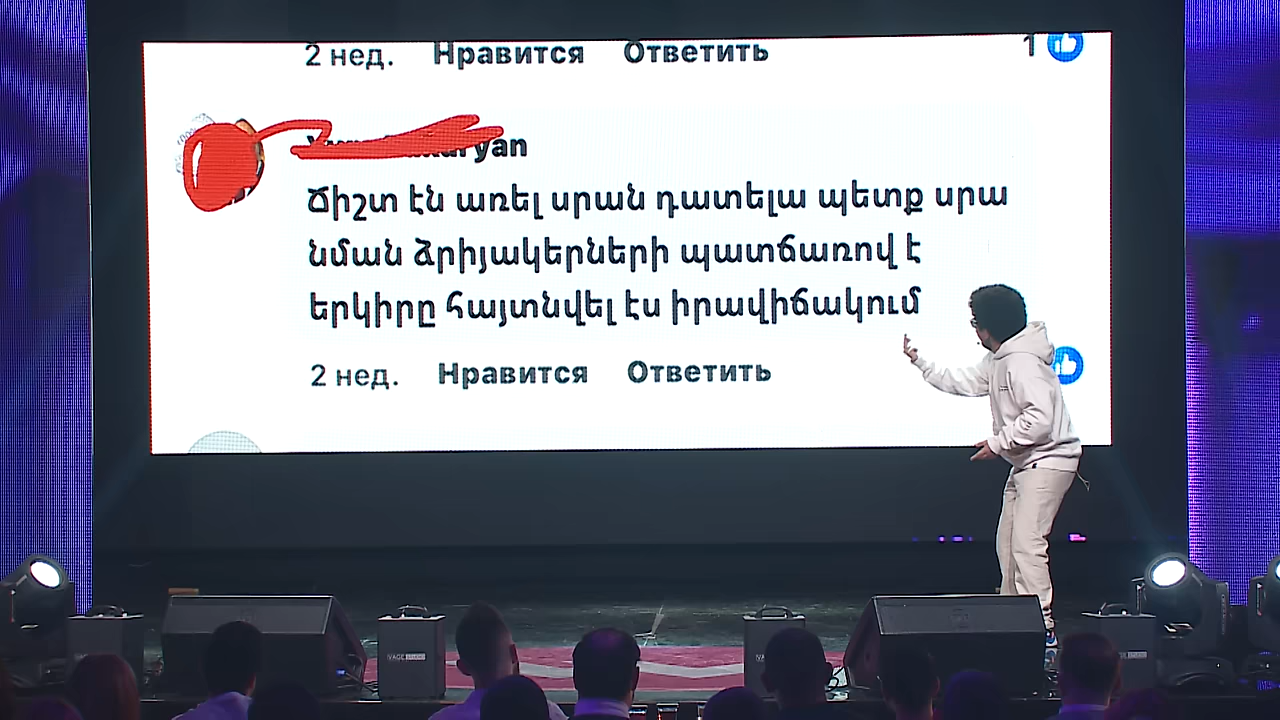 2 нед. Нравится Ответить 1
yan
Ճիշտ էն առել սրան դատելա պետք սրա
նման ձրիյակերների պատճառով է
երկիրը հայտնվել էս իրավիճակում
2 нед. Нравится Ответить